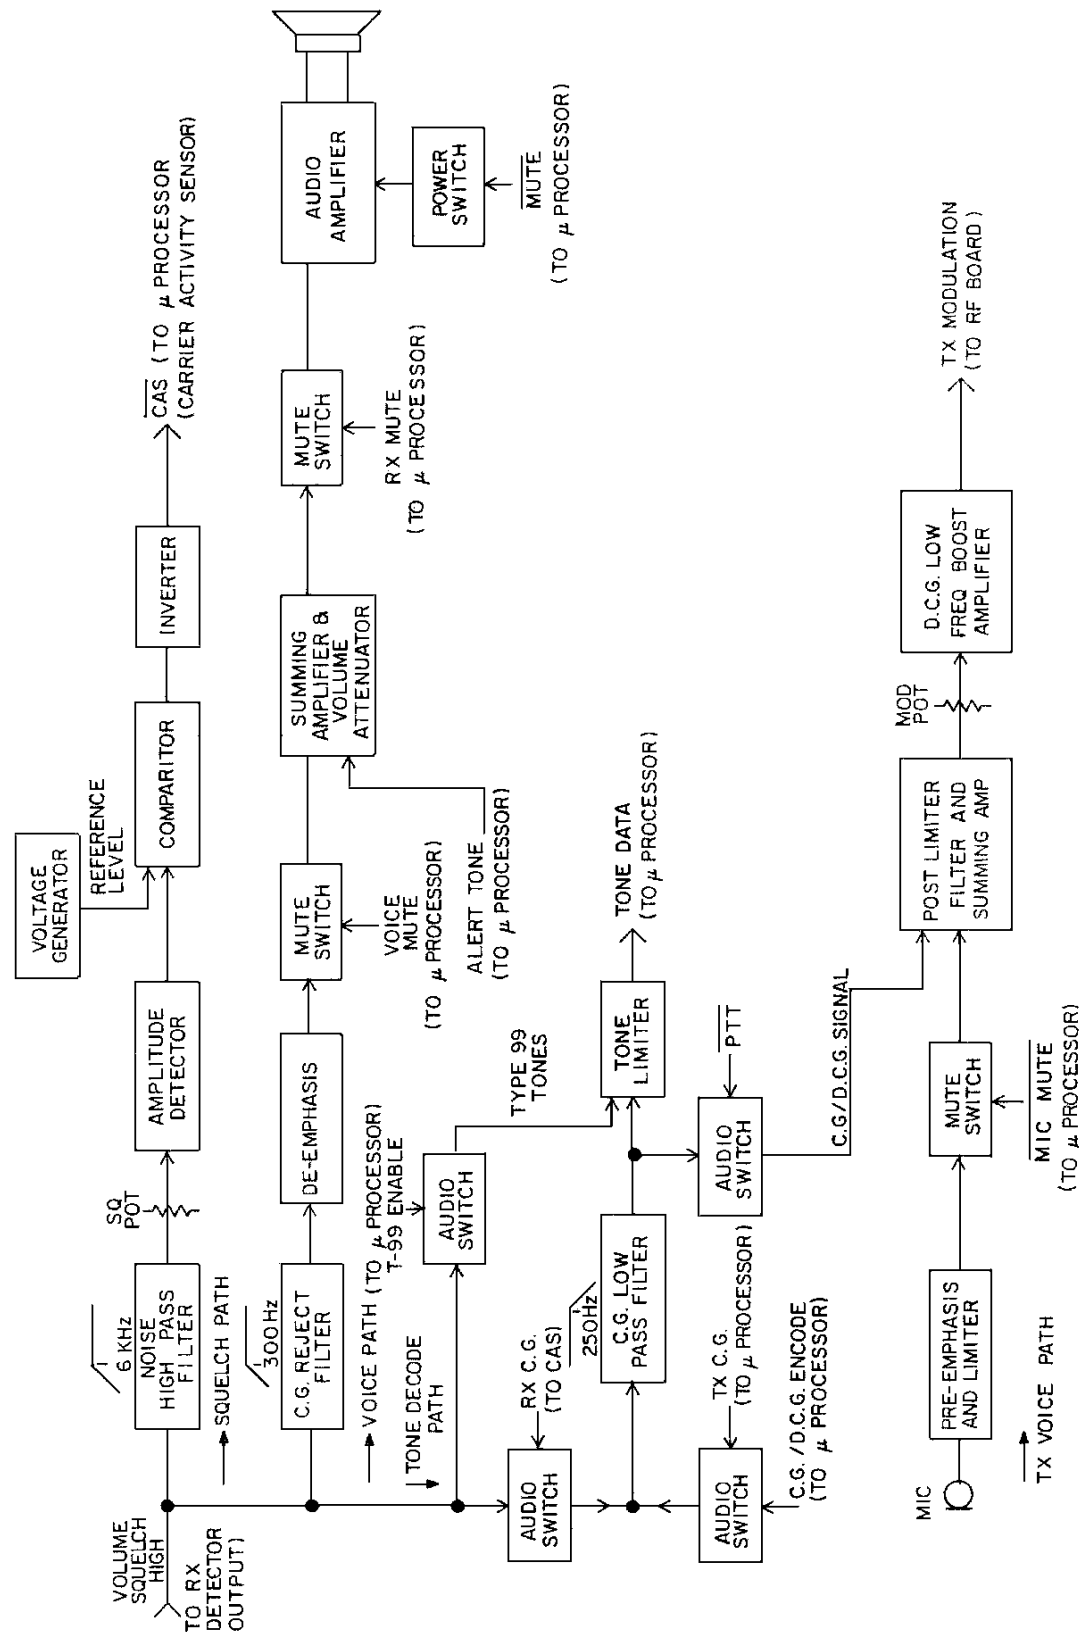 VOLUME
SQUELCH
HIGH
TO RX
DETECTOR
OUTPUT)
6 KHz
NOISE
HIGH PASS
FILTER
SQUELCH PATH
SQ
POT
AMPLITUDE
DETECTOR
VOLTAGE
GENERATOR
REFERENCE
LEVEL
COMPARITOR
INVERTER
CAS (TO μ PROCESSOR
(CARRIER ACTIVITY SENSOR)
300Hz
C.G. REJECT
FILTER
VOICE PATH
DE-EMPHASIS
MUTE
SWITCH
VOICE
MUTE
(TO μ PROCESSOR)
ALERT TONE
(TO μ PROCESSOR)
SUMMING
AMPLIFIER &
VOLUME
ATTENUATOR
MUTE
SWITCH
RX MUTE
(TO μ PROCESSOR)
AUDIO
AMPLIFIER
POWER
SWITCH
MUTE
(TO μ PROCESSOR)
TONE DECODE
PATH
(TO μ PROCESSOR)
T-99 ENABLE
AUDIO
SWITCH
TYPE 99
TONES
AUDIO
SWITCH
RX C.G.
(TO CAS)
250Hz
C.G. LOW
PASS FILTER
TONE
LIMITER
TONE DATA
(TO μ PROCESSOR)
AUDIO
SWITCH
TX C.G.
(TO μ PROCESSOR)
C.G. /D.C.G. ENCODE
(TO μ PROCESSOR)
AUDIO
SWITCH
PTT
C.G/D.C.G. SIGNAL
MIC
PRE-EMPHASIS
AND LIMITER
TX VOICE PATH
MUTE
SWITCH
MIC MUTE
(TO μ PROCESSOR)
POST LIMITER
FILTER AND
SUMMING AMP
MOD
POT
D.C.G. LOW
FREQ BOOST
AMPLIFIER
TX MODULATION
(TO RF BOARD)